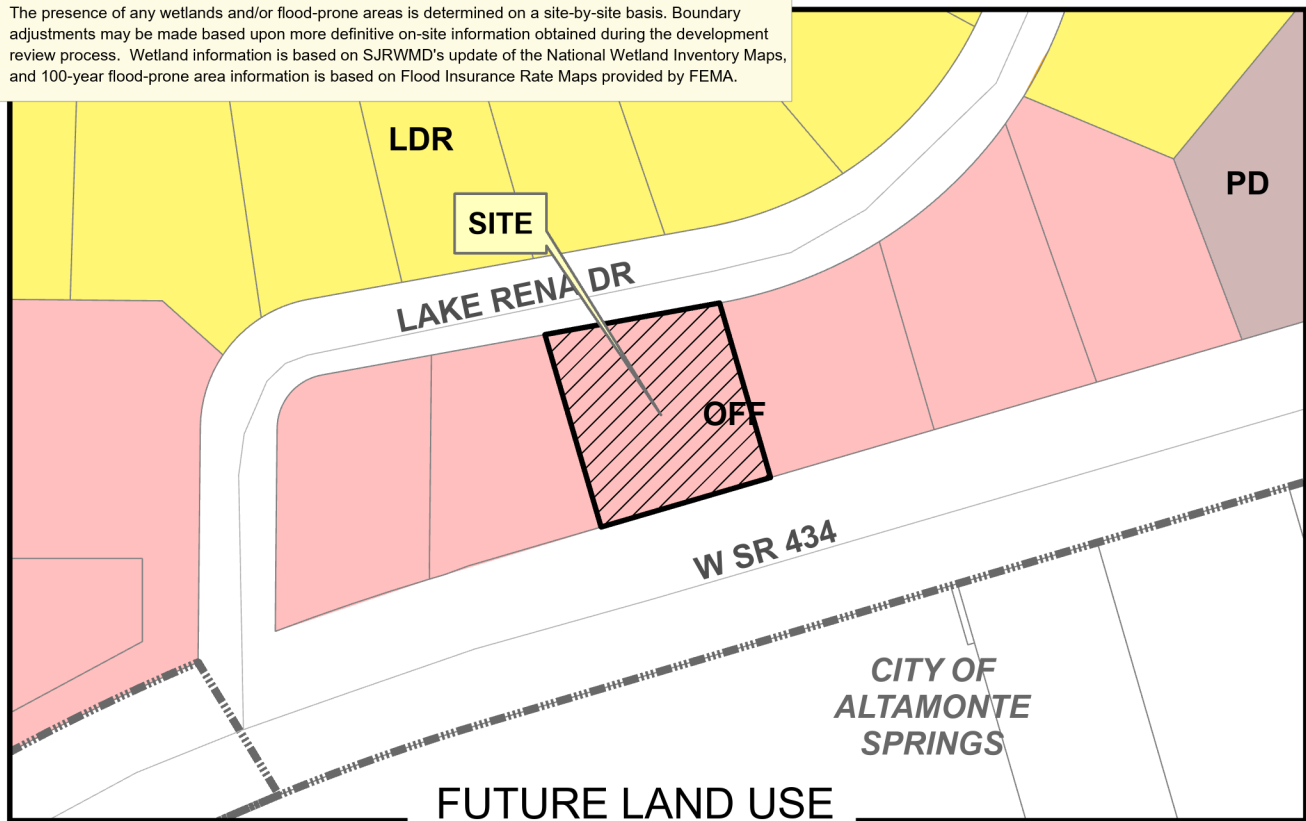 The presence of any wetlands and/or flood-prone areas is determined on a site-by-site basis. Boundary
adjustments may be made based upon more definitive on-site information obtained during the development
review process.  Wetland information is based on SJRWMD's update of the National Wetland Inventory Maps,
and 100-year flood-prone area information is based on Flood Insurance Rate Maps provided by FEMA.
LDR
PD
SITE
LAKE RENA DR
OFF
W SR 434
CITY OF
ALTAMONTE
SPRINGS
FUTURE LAND USE